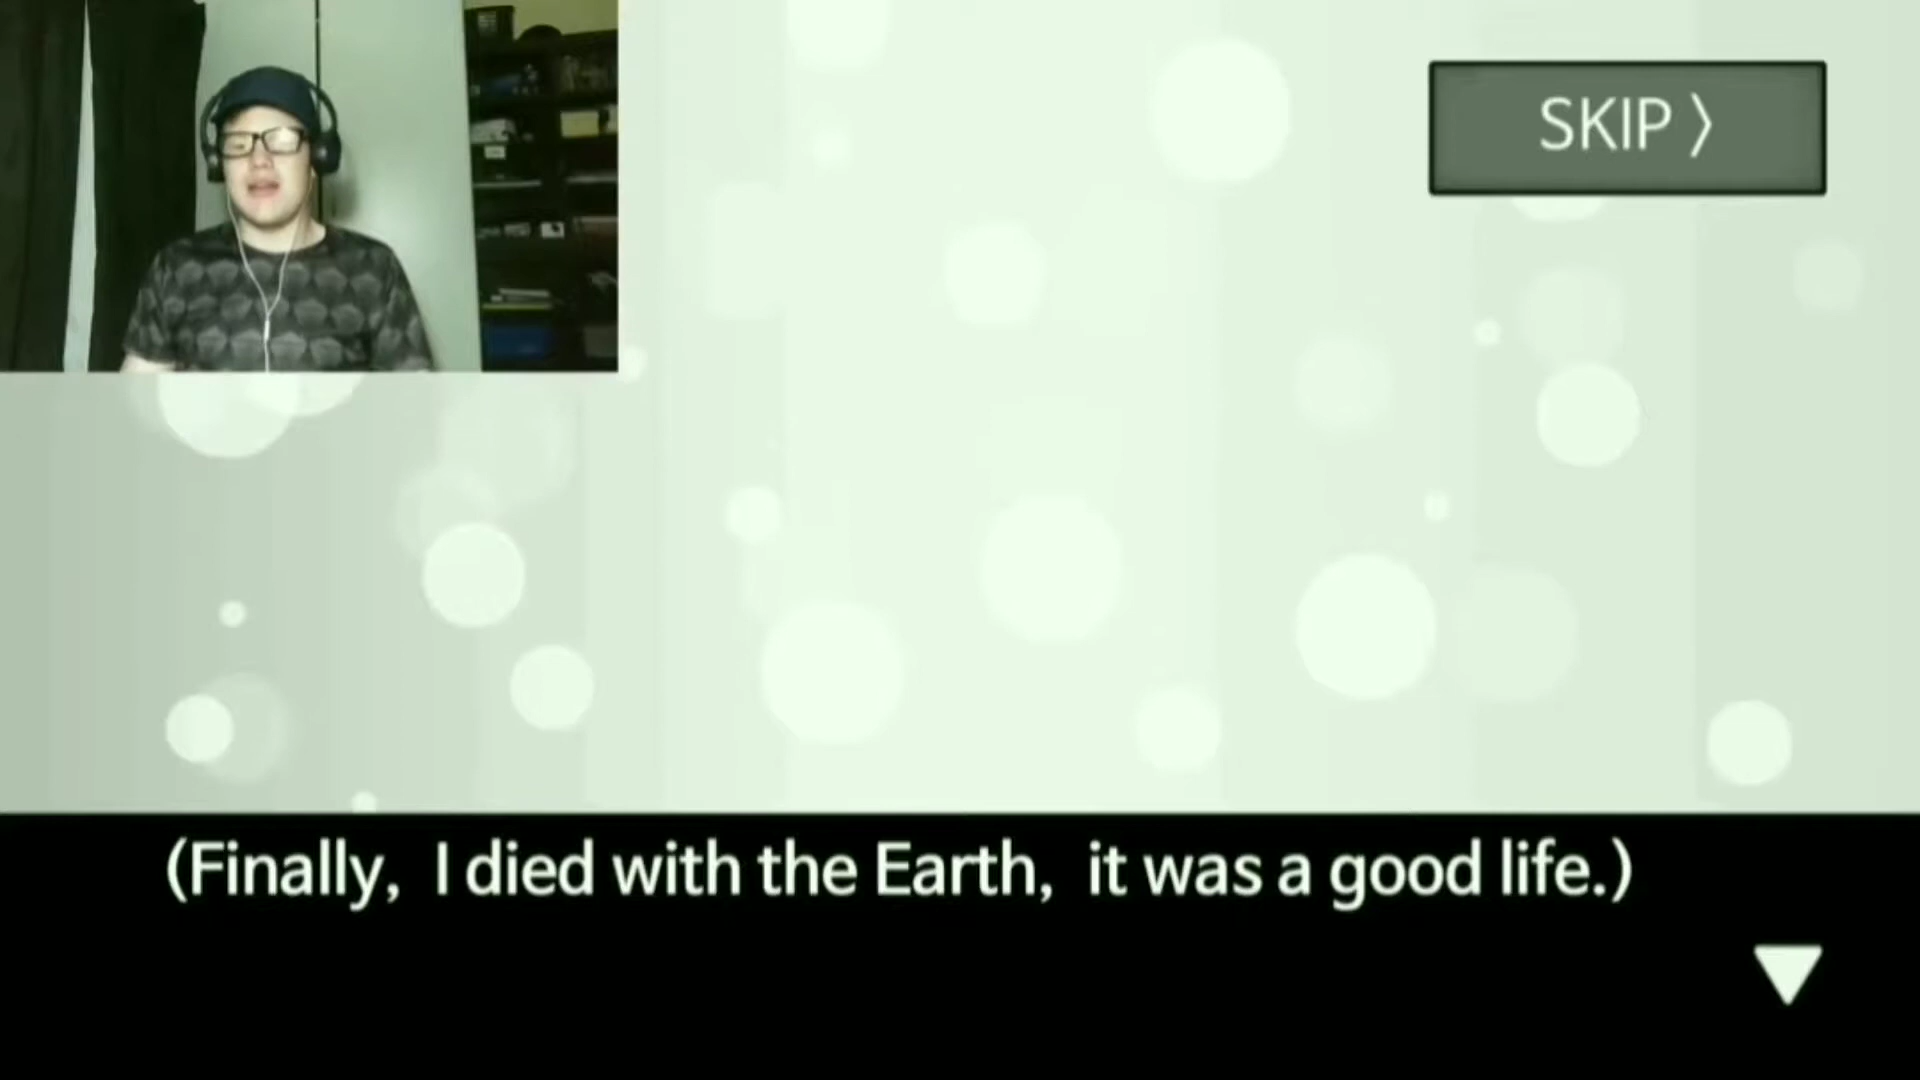 SKIP 〉
(Finally, I died with the Earth, it was a good life.)